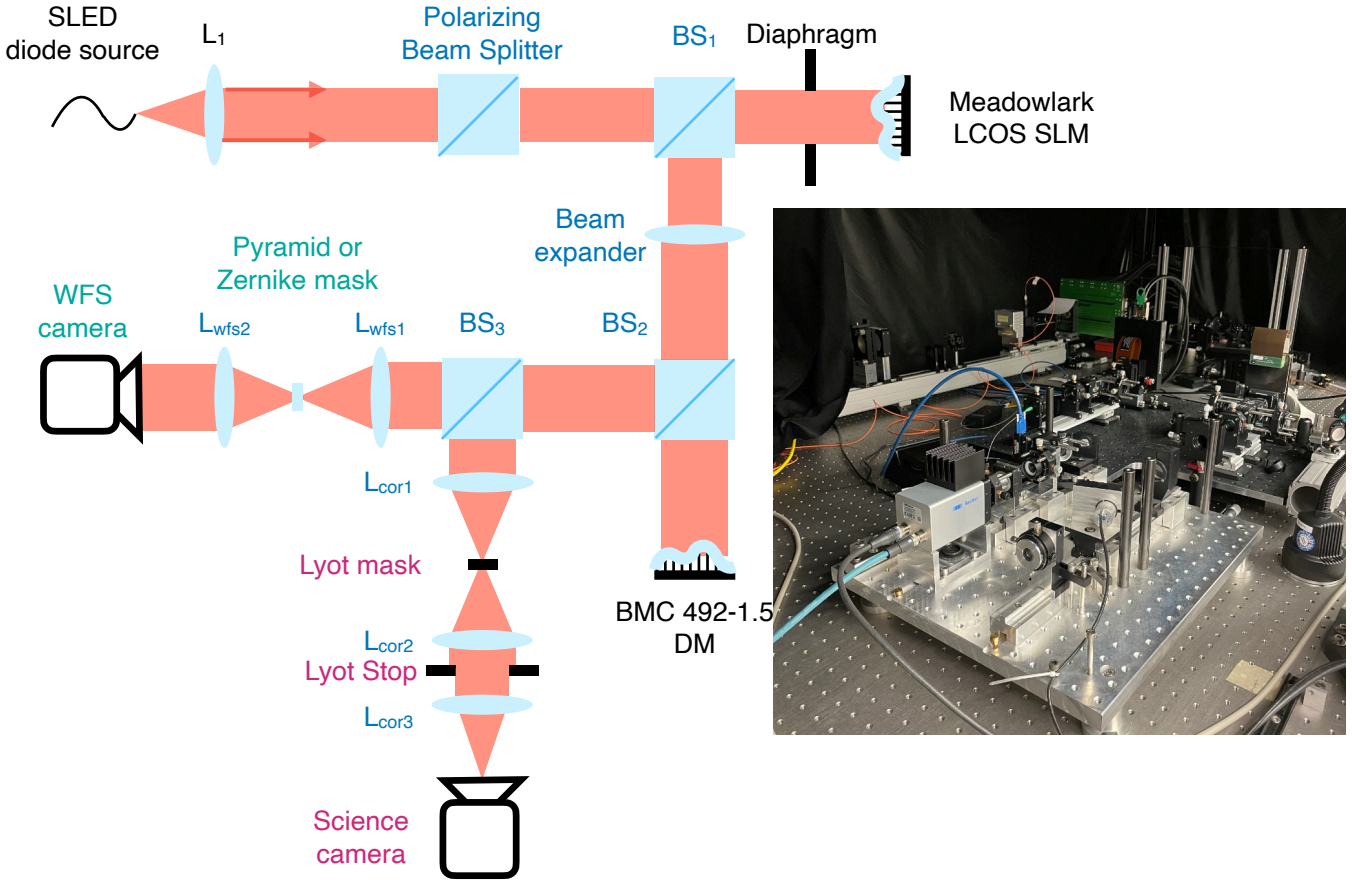 SLED
diode source
L₁
Polarizing
Beam Splitter
BS₁
Diaphragm
Meadowlark
LCOS SLM
Beam
expander
Pyramid or
Zernike mask
WFS
camera
Lwfs2
Lwfs1
BS₃
BS₂
Lcor1
Lyot mask
BMC 492-1.5
DM
Lcor2
Lyot Stop
Lcor3
Science
camera